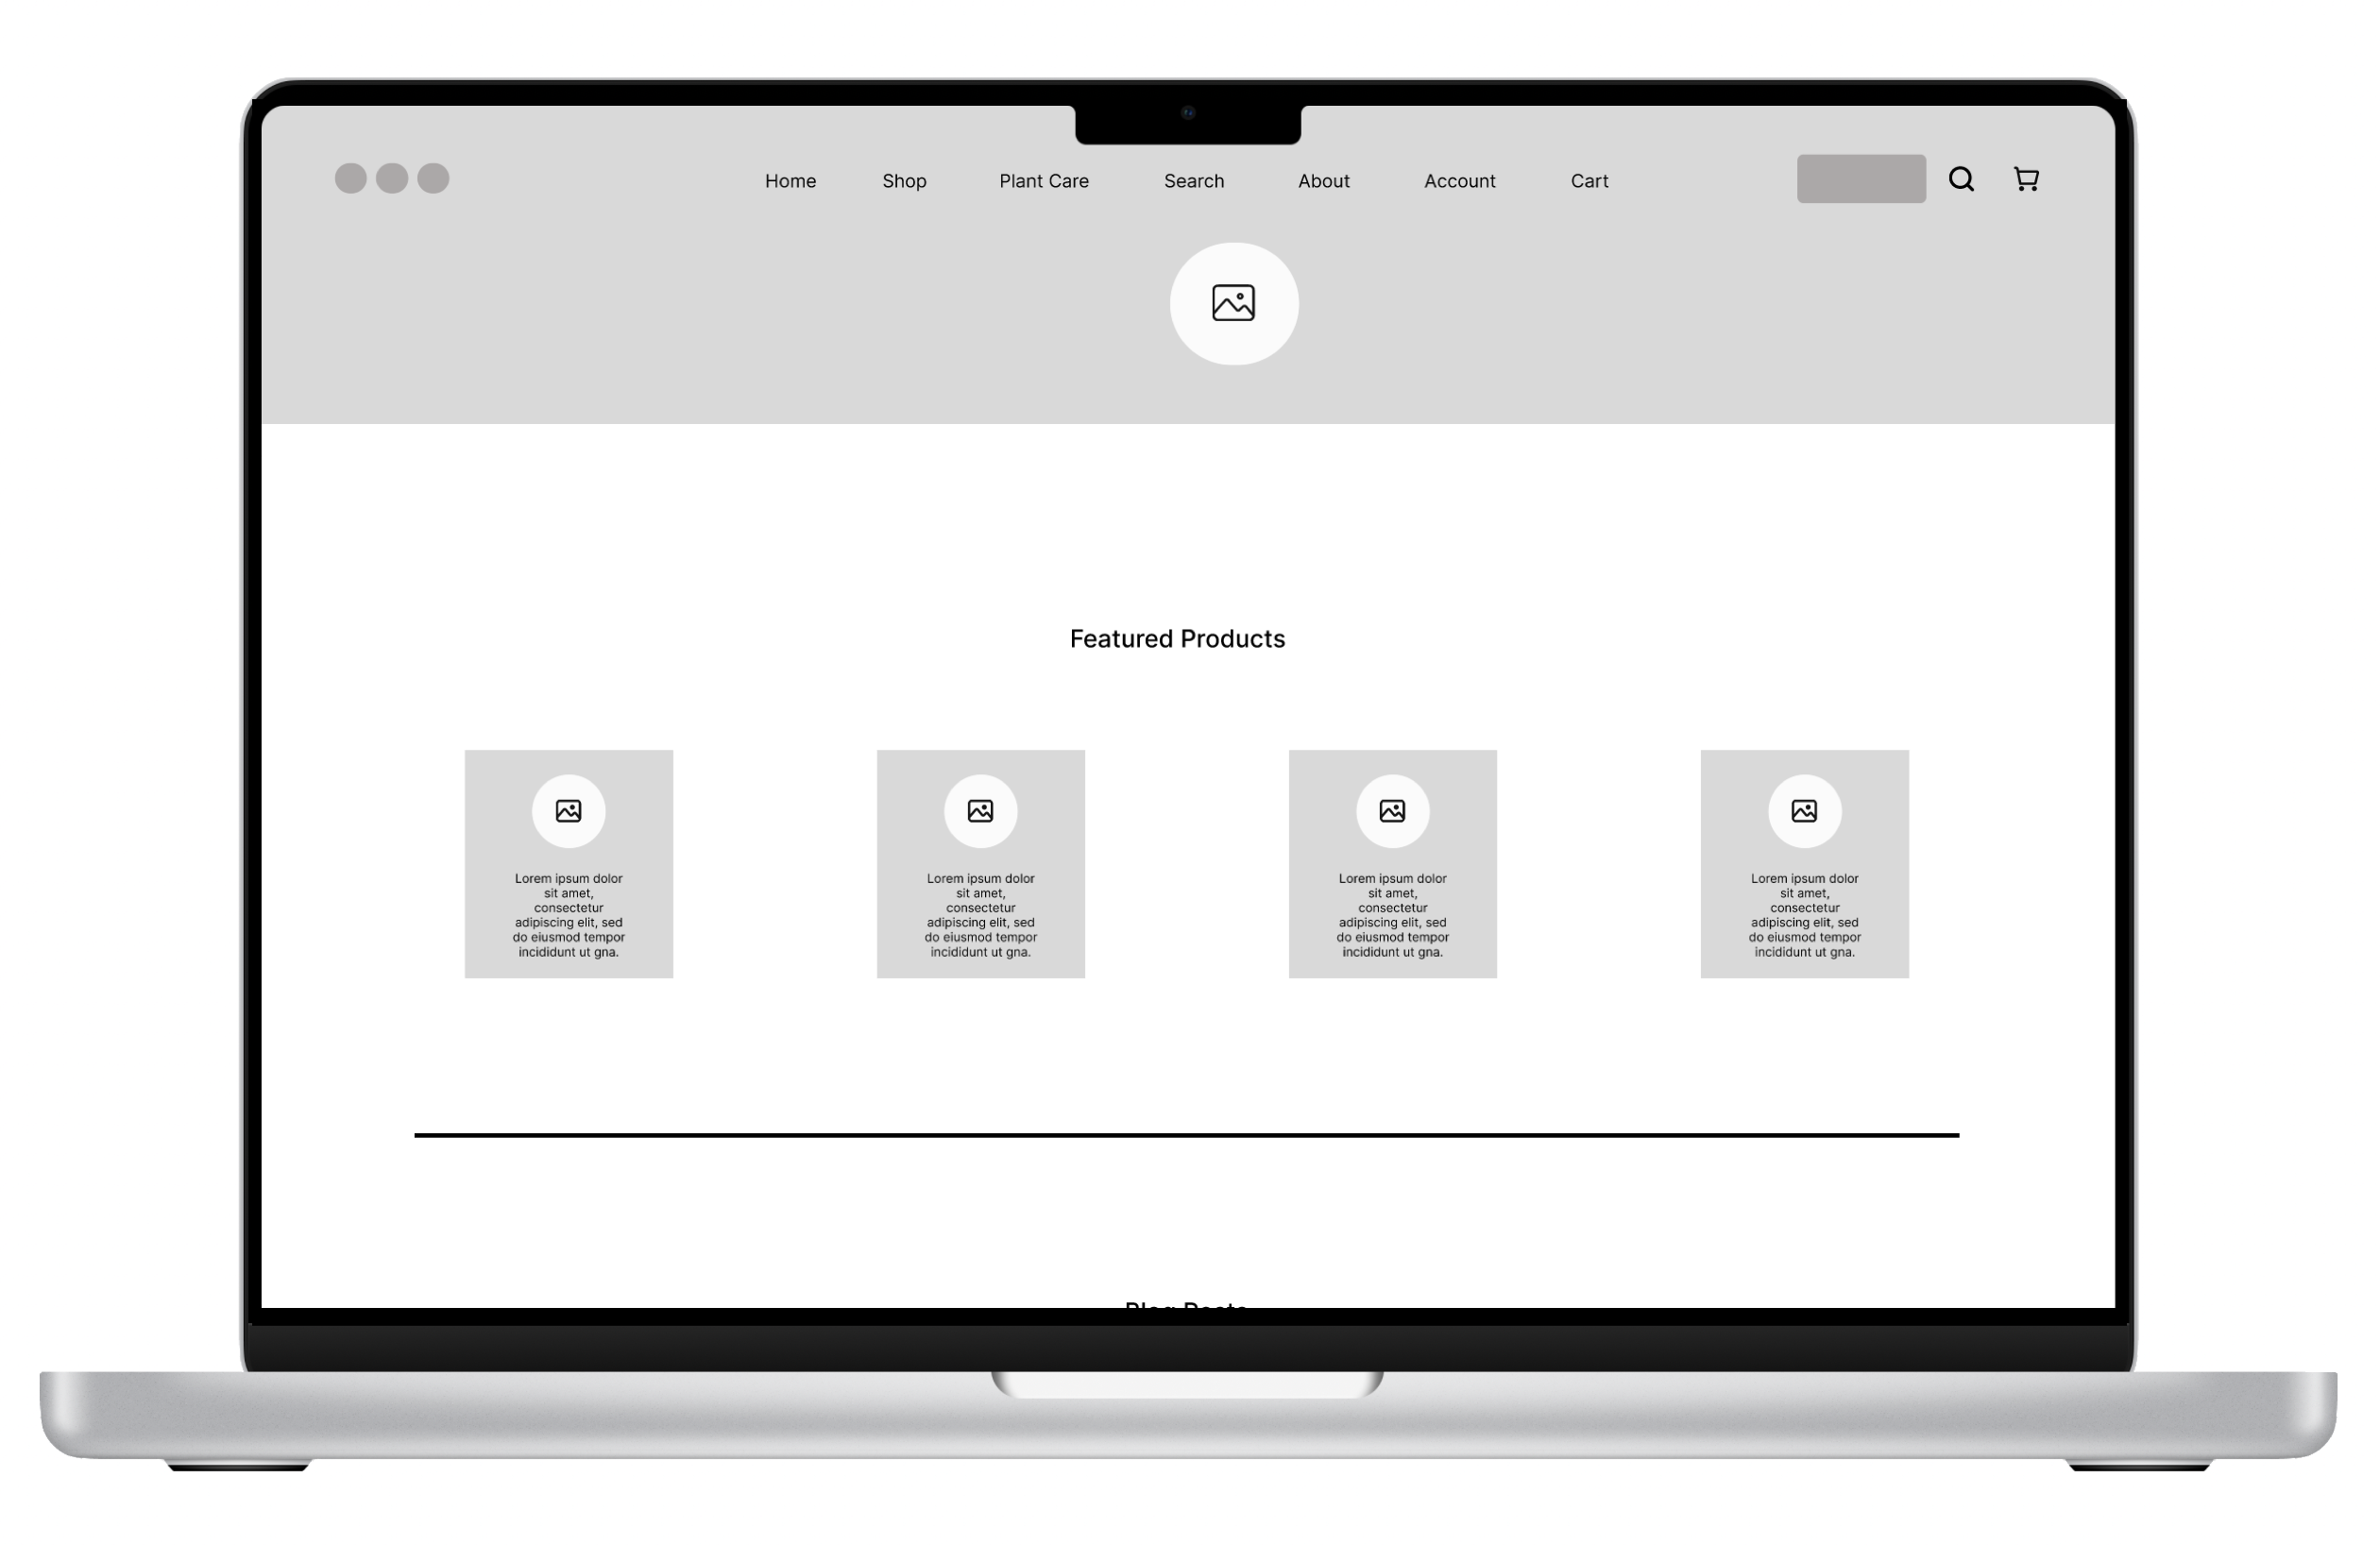 Home Shop Plant Care Search About Account Cart
Featured Products
Lorem ipsum dolor
sit amet,
consectetur
adipiscing elit, sed
do eiusmod tempor
incididunt ut gna.
Lorem ipsum dolor
sit amet,
consectetur
adipiscing elit, sed
do eiusmod tempor
incididunt ut gna.
Lorem ipsum dolor
sit amet,
consectetur
adipiscing elit, sed
do eiusmod tempor
incididunt ut gna.
Lorem ipsum dolor
sit amet,
consectetur
adipiscing elit, sed
do eiusmod tempor
incididunt ut gna.
Blog Posts